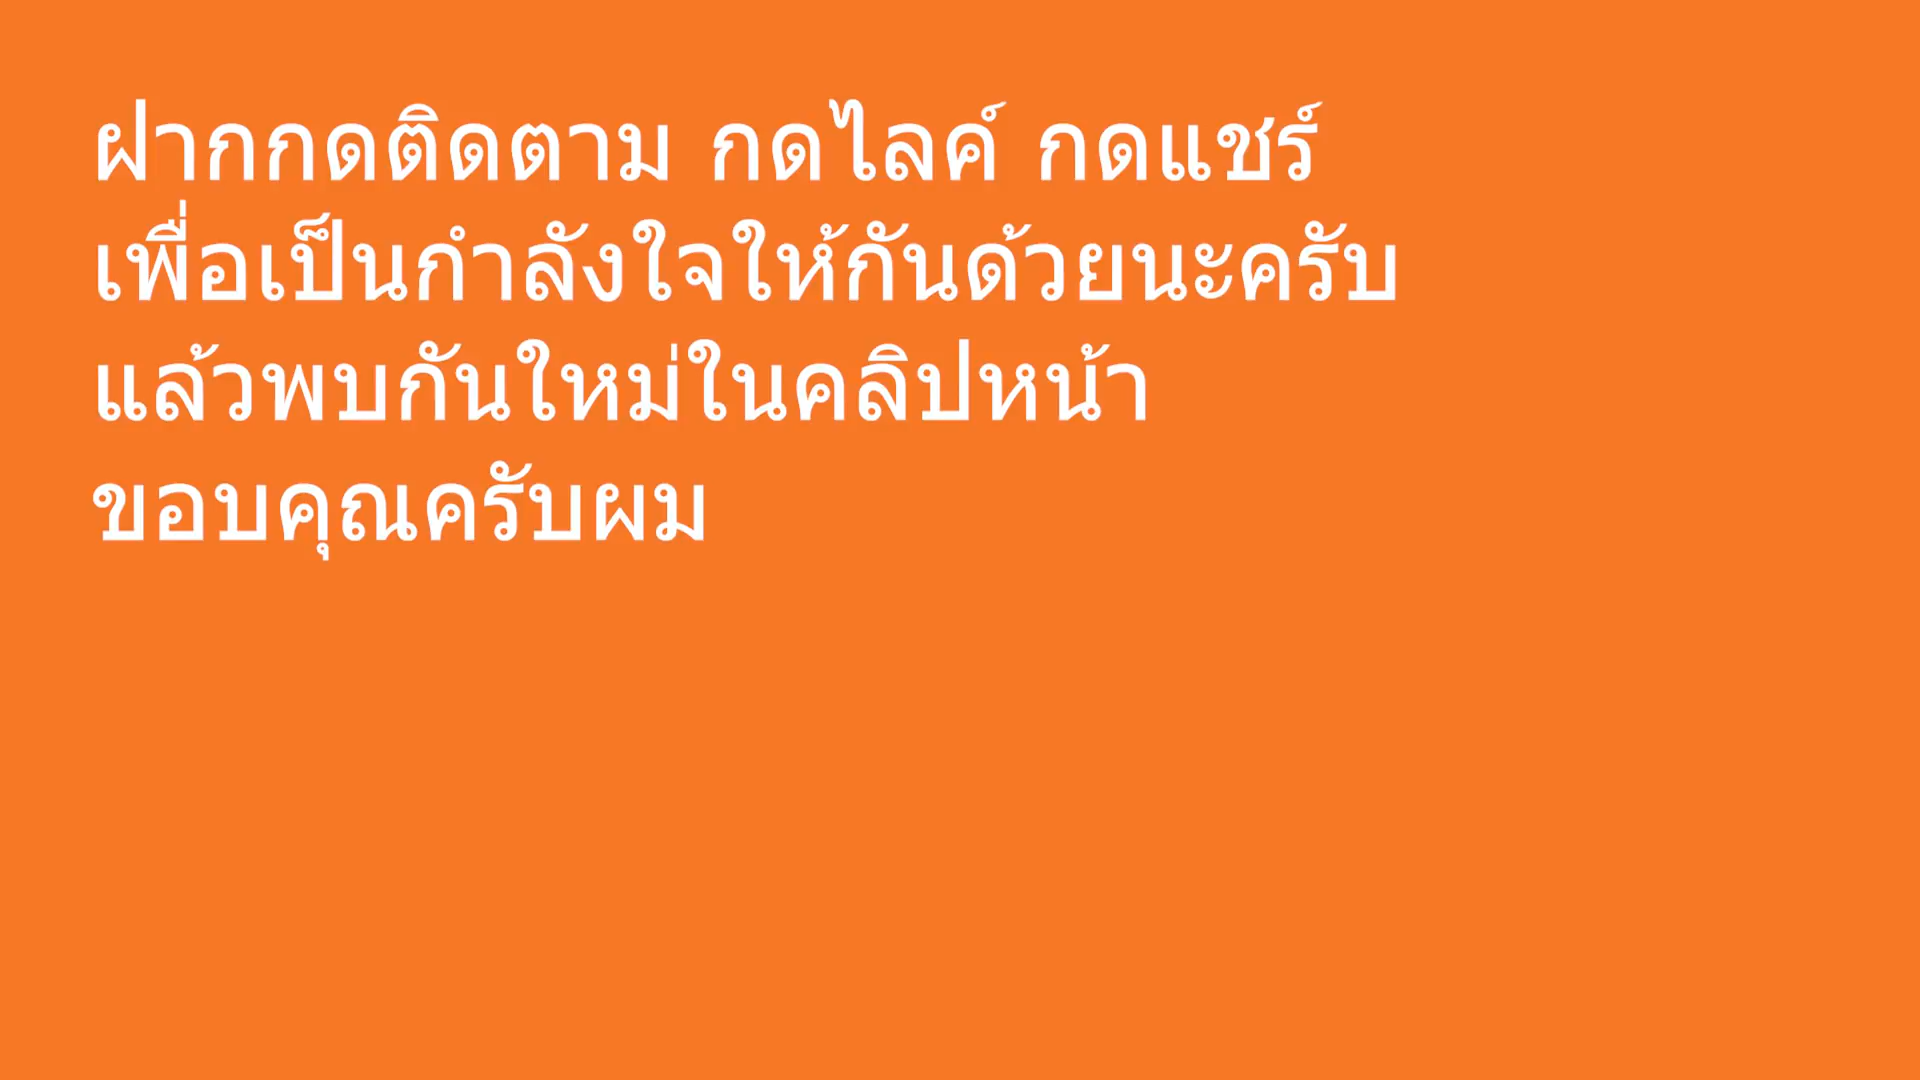 ฝากกดติดตาม กดไลค์ กดแชร์
เพื่อเป็นกำลังใจให้กันด้วยนะครับ
แล้วพบกันใหม่ในคลิปหน้า
ขอบคุณครับผม